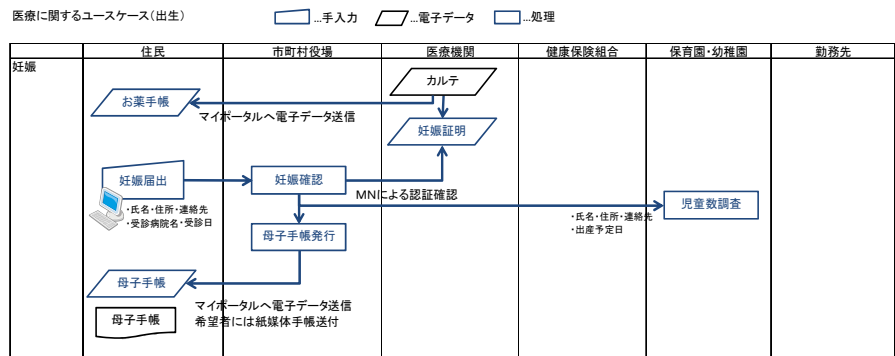 医療に関するユースケース(出生)
...手入力
...電子データ
...処理
住民
市町村役場
医療機関
健康保険組合
保育園・幼稚園
勤務先
妊娠
カルテ
お薬手帳
マイポータルへ電子データ送信
妊娠証明
妊娠届出
妊娠確認
MNによる認証確認
児童数調査
・氏名・住所・連絡先
・受診病院名・受診日
・氏名・住所・連絡先
・出産予定日
母子手帳発行
母子手帳
マイポータルへ電子データ送信
希望者には紙媒体手帳送付
母子手帳